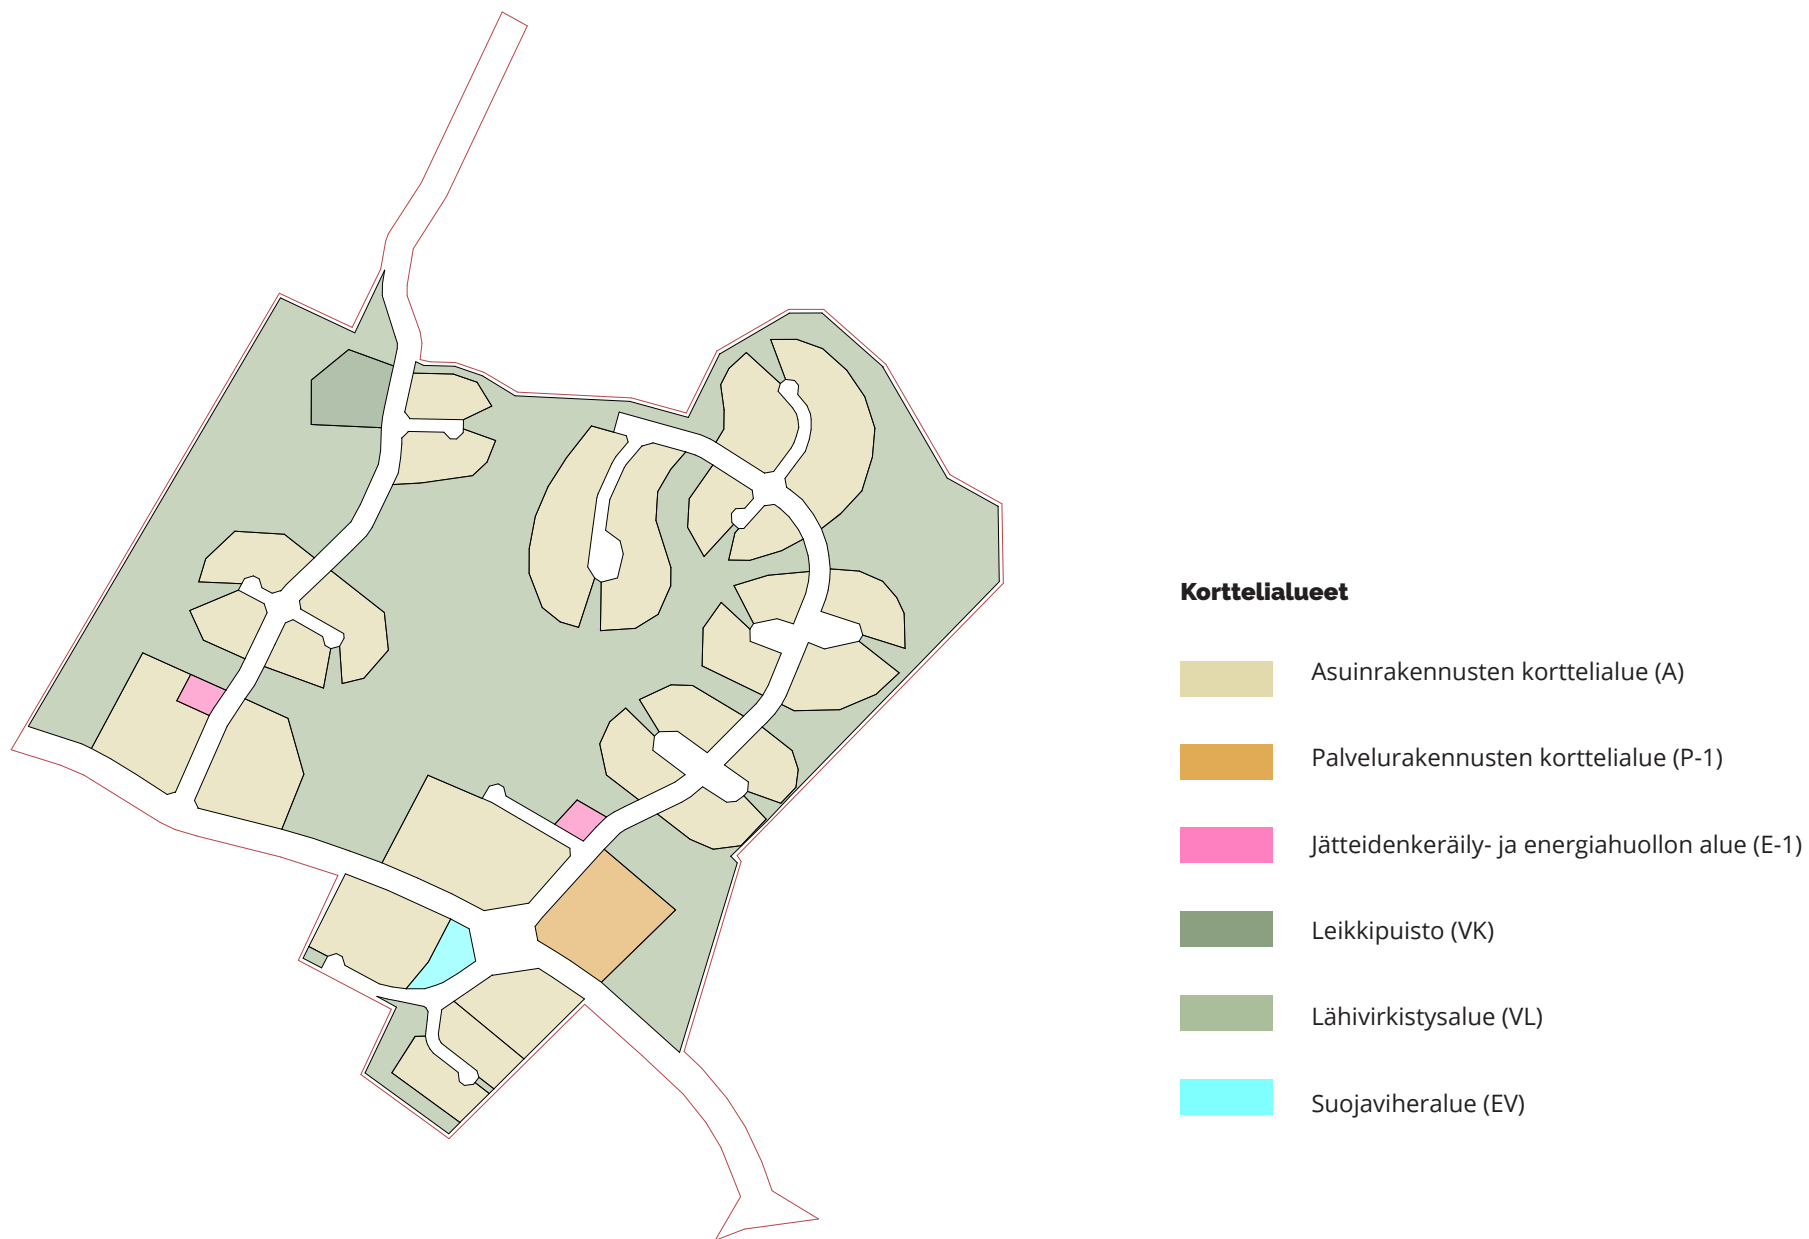 Korttelialueet
Asuinrakennusten korttelialue (A)
Palvelurakennusten korttelialue (P-1)
Jätteidenkeräily- ja energiahuollon alue (E-1)
Leikkipuisto (VK)
Lähivirkistysalue (VL)
Suojaviheralue (EV)